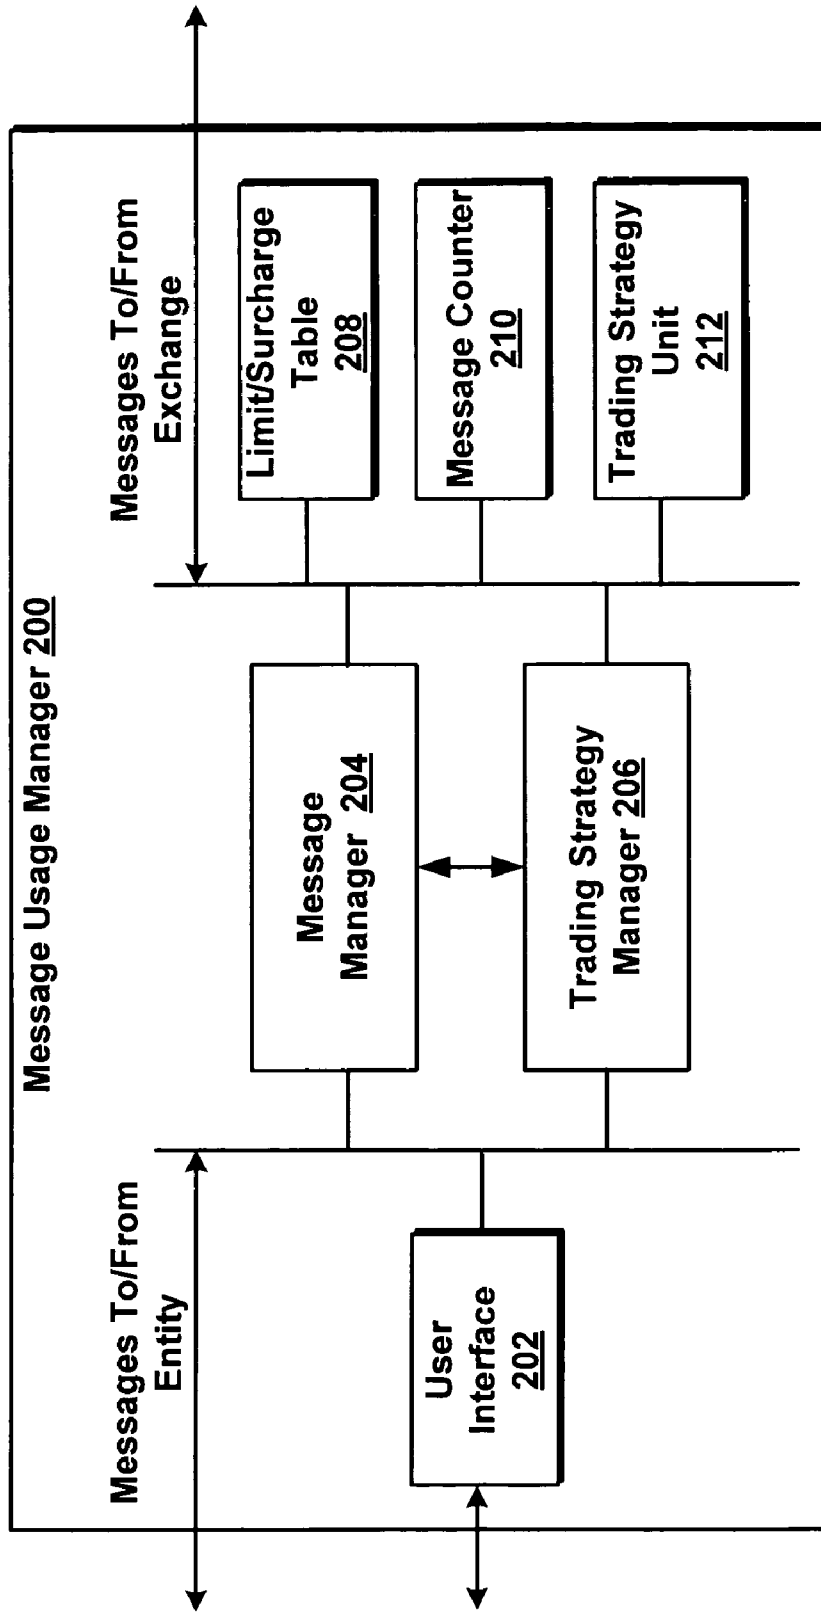 Message Usage Manager 200
Messages To/From
Entity
Messages To/From
Exchange
User
Interface
202
Message
Manager 204
Trading Strategy
Manager 206
Limit/Surcharge
Table
208
Message Counter
210
Trading Strategy
Unit
212